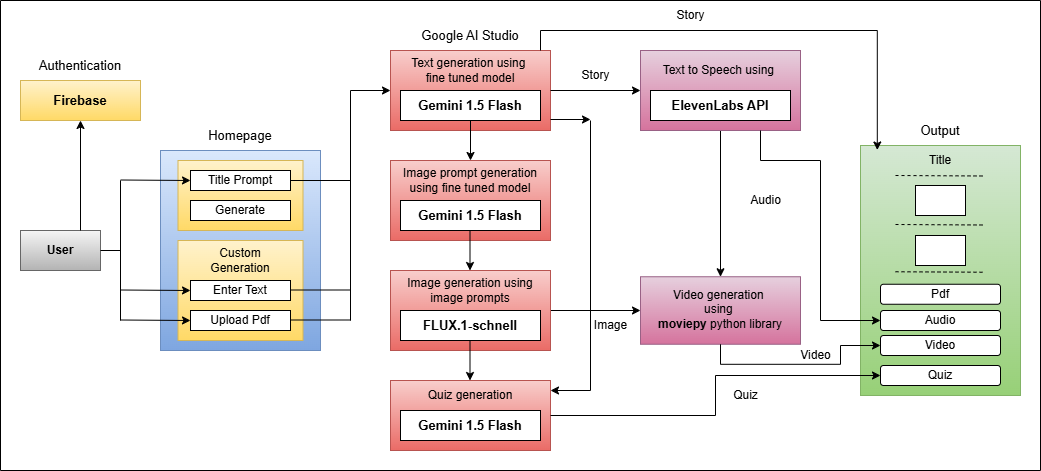 Story
Google AI Studio
Authentication
Firebase
Text generation using
fine tuned model
Gemini 1.5 Flash
Story
Text to Speech using
ElevenLabs API
Homepage
Title Prompt
Generate
Custom
Generation
Enter Text
Upload Pdf
User
Image prompt generation
using fine tuned model
Gemini 1.5 Flash
Image generation using
image prompts
FLUX.1-schnell
Image
Quiz generation
Gemini 1.5 Flash
Audio
Video generation
using
moviepy python library
Video
Quiz
Output
Title
Pdf
Audio
Video
Quiz